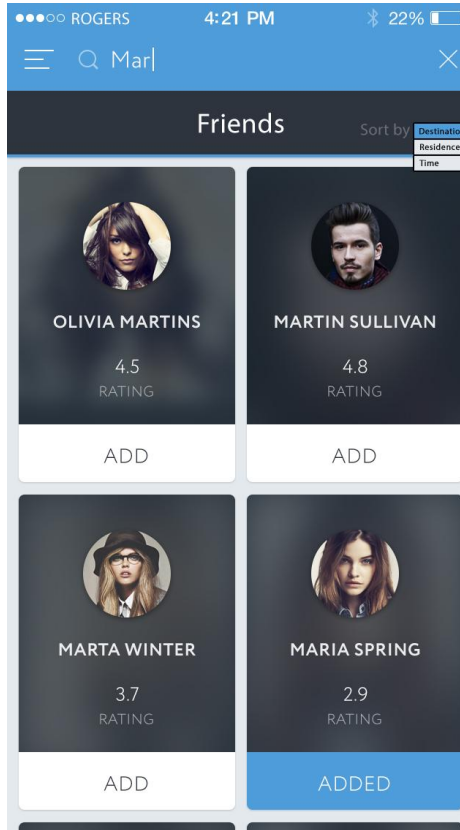 ROGERS 4:21 PM 22%
Mar
Friends
Sort by
Destinatio
Residence
Time
OLIVIA MARTINS
4.5
RATING
ADD
MARTIN SULLIVAN
4.8
RATING
ADD
MARTA WINTER
3.7
RATING
ADD
MARIA SPRING
2.9
RATING
ADDED